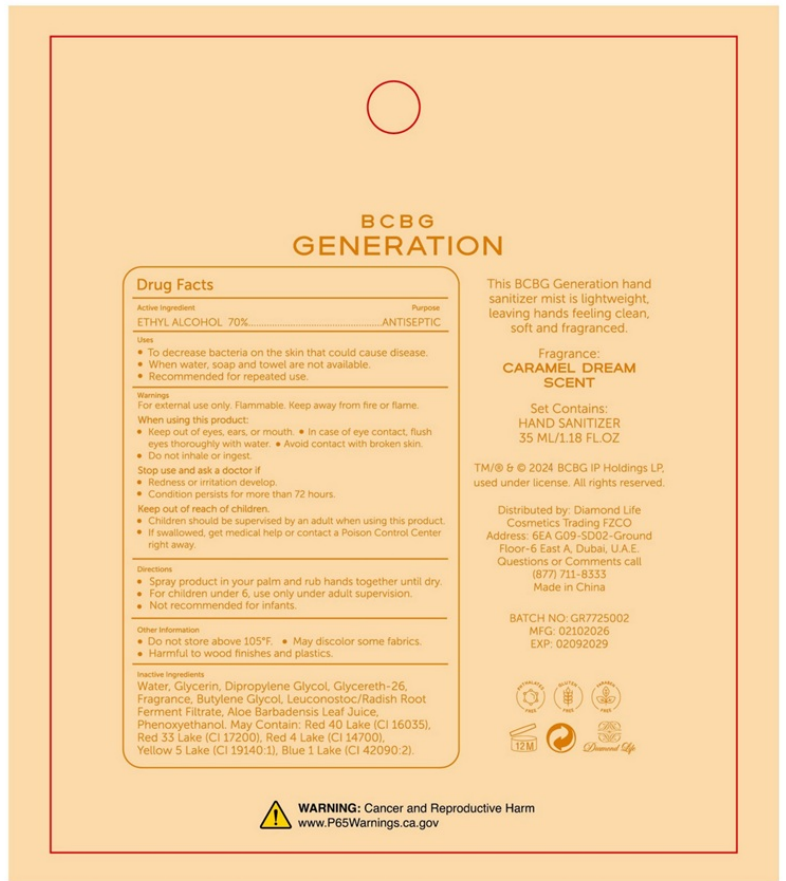 BCBG
GENERATION
Drug Facts
Active Ingredient Purpose
ETHYL ALCOHOL 70%......................................................ANTISEPTIC
Uses
• To decrease bacteria on the skin that could cause disease.
• When water, soap and towel are not available.
• Recommended for repeated use.
Warnings
For external use only. Flammable. Keep away from fire or flame.
When using this product:
• Keep out of eyes, ears, or mouth. • In case of eye contact, flush
eyes thoroughly with water. • Avoid contact with broken skin.
• Do not inhale or ingest.
Stop use and ask a doctor if
• Redness or irritation develop.
• Condition persists for more than 72 hours.
Keep out of reach of children.
• Children should be supervised by an adult when using this product.
• If swallowed, get medical help or contact a Poison Control Center
right away.
Directions
• Spray product in your palm and rub hands together until dry.
• For children under 6, use only under adult supervision.
• Not recommended for infants.
Other Information
• Do not store above 105°F. • May discolor some fabrics.
• Harmful to wood finishes and plastics.
Inactive Ingredients
Water, Glycerin, Dipropylene Glycol, Glycereth-26,
Fragrance, Butylene Glycol, Leuconostoc/Radish Root
Ferment Filtrate, Aloe Barbadensis Leaf Juice,
Phenoxyethanol. May Contain: Red 40 Lake (CI 16035),
Red 33 Lake (CI 17200), Red 4 Lake (CI 14700),
Yellow 5 Lake (CI 19140:1), Blue 1 Lake (CI 42090:2).
This BCBG Generation hand
sanitizer mist is lightweight,
leaving hands feeling clean,
soft and fragranced.
Fragrance:
CARAMEL DREAM
SCENT
Set Contains:
HAND SANITIZER
35 ML/1.18 FL.OZ
TM/® & © 2024 BCBG IP Holdings LP,
used under license. All rights reserved.
Distributed by: Diamond Life
Cosmetics Trading FZCO
Address: 6EA G09-SD02-Ground
Floor-6 East A, Dubai, U.A.E.
Questions or Comments call
(877) 711-8333
Made in China
BATCH NO: GR7725002
MFG: 02102026
EXP: 02092029
PHTHALATES FREE
GLUTEN FREE
PARABEN FREE
12M
Diamond Life
WARNING: Cancer and Reproductive Harm
www.P65Warnings.ca.gov